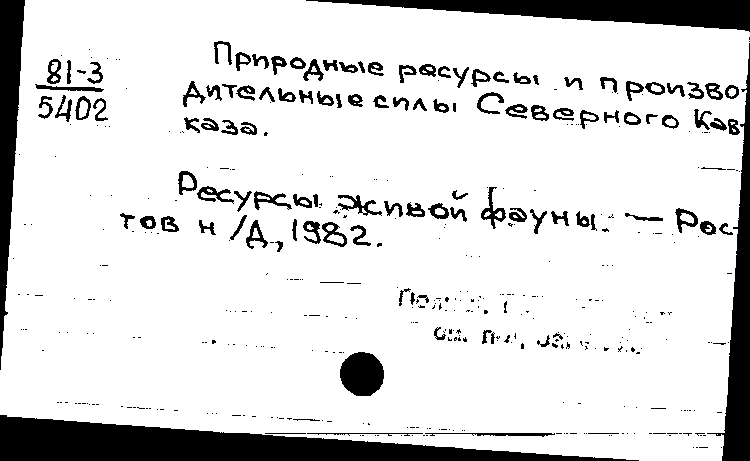 81-3
5402
Природные ресурсы и произво-
дительные силы Северного Кав-
каза.
Ресурсы живой фауны. — Рос-
тов н/Д, 1982.